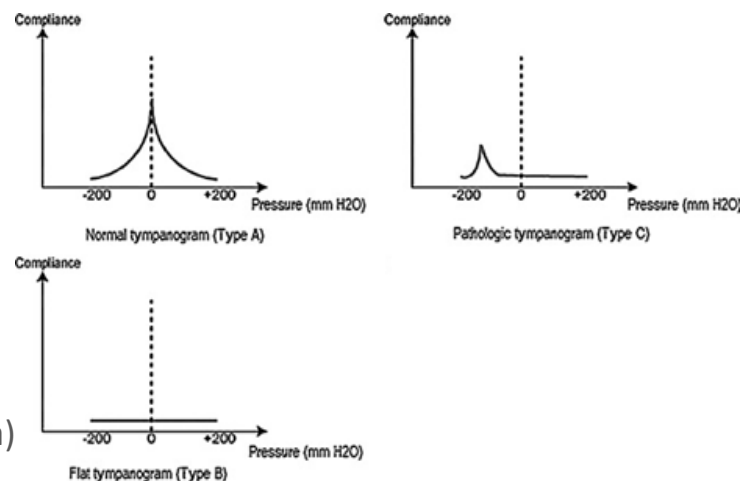 Compliance
-200 0 +200
Pressure (mm H2O)
Normal tympanogram (Type A)
Compliance
-200 0 +200
Pressure (mm H2O)
Pathologic tympanogram (Type C)
Compliance
-200 0 +200
Pressure (mm H2O)
Flat tympanogram (Type B)